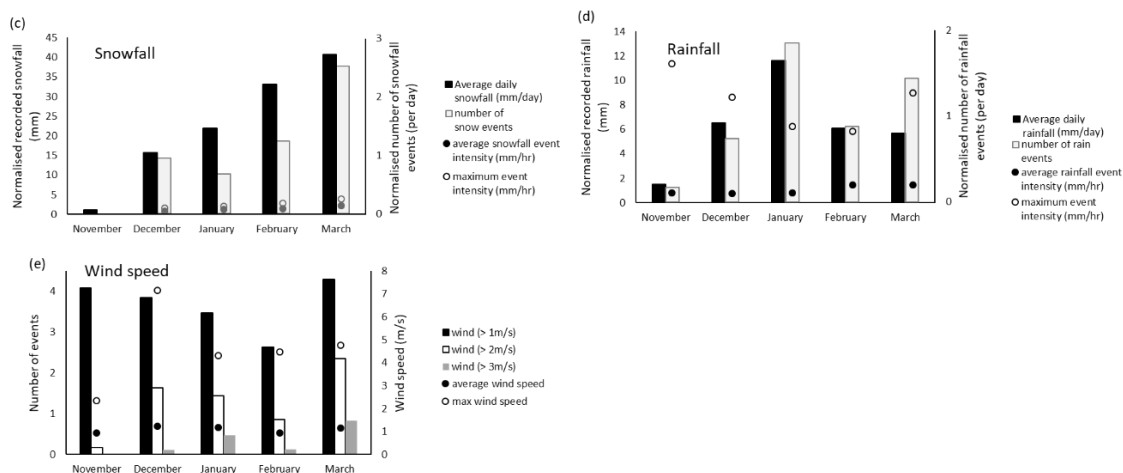 (c)
Snowfall
Normalised recorded snowfall
(mm)
45
40
35
30
25
20
15
10
5
0
November December January February March
3
2
1
0
Normalised number of snowfall
events (per day)
Average daily
snowfall (mm/day)
number of
snow events
average snowfall event
intensity (mm/hr)
maximum event
intensity (mm/hr)
(d)
Rainfall
Normalised recorded rainfall
(mm)
14
12
10
8
6
4
2
0
November December January February March
2
1
0
Normalised number of rainfall
events (per day)
Average daily
rainfall (mm/day)
number of rain
events
average rainfall event
intensity (mm/hr)
maximum event
intensity (mm/hr)
(e)
Wind speed
Number of events
4
3
2
1
0
November December January February March
8
7
6
5
4
3
2
1
0
Wind speed (m/s)
wind (> 1m/s)
wind (> 2m/s)
wind (> 3m/s)
average wind speed
max wind speed